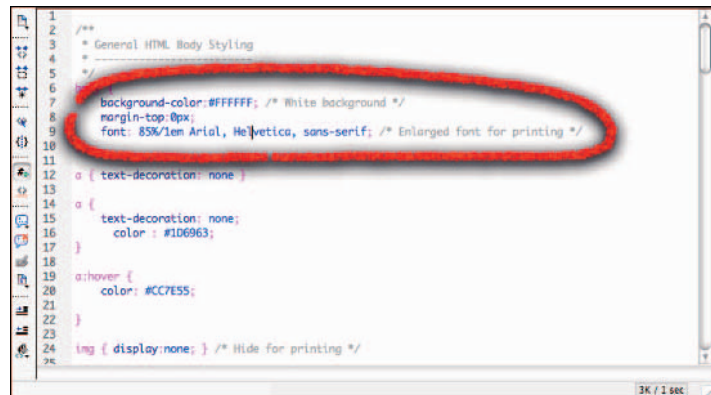 1
2 /**
3 * General HTML Body Styling
4 * -------------------------
5 */
6 {
7 background-color:#FFFFFF; /* White background */
8 margin-top:0px;
9 font: 85%/1em Arial, Helvetica, sans-serif; /* Enlarged font for printing */
10
11
12 a { text-decoration: none }
13
14 a {
15 text-decoration: none;
16 color : #1D6963;
17 }
18
19 a:hover {
20 color: #CC7E55;
21
22 }
23
24 img { display:none; } /* Hide for printing */
25
3K / 1 sec